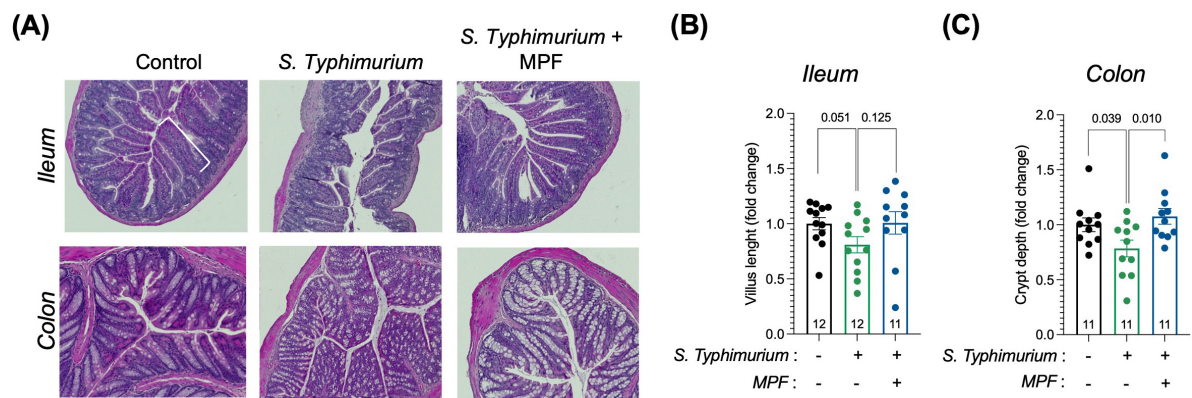 (A)
Control
S. Typhimurium
S. Typhimurium +
MPF
Ileum
Colon
(B)
Ileum
0.051
0.125
Villus lenght (fold change)
2.0
1.5
1.0
0.5
0.0
12
12
11
S. Typhimurium :
-
+
+
MPF :
-
-
+
(C)
Colon
0.039
0.010
Crypt depth (fold change)
2.0
1.5
1.0
0.5
0.0
11
11
11
S. Typhimurium :
-
+
+
MPF :
-
-
+